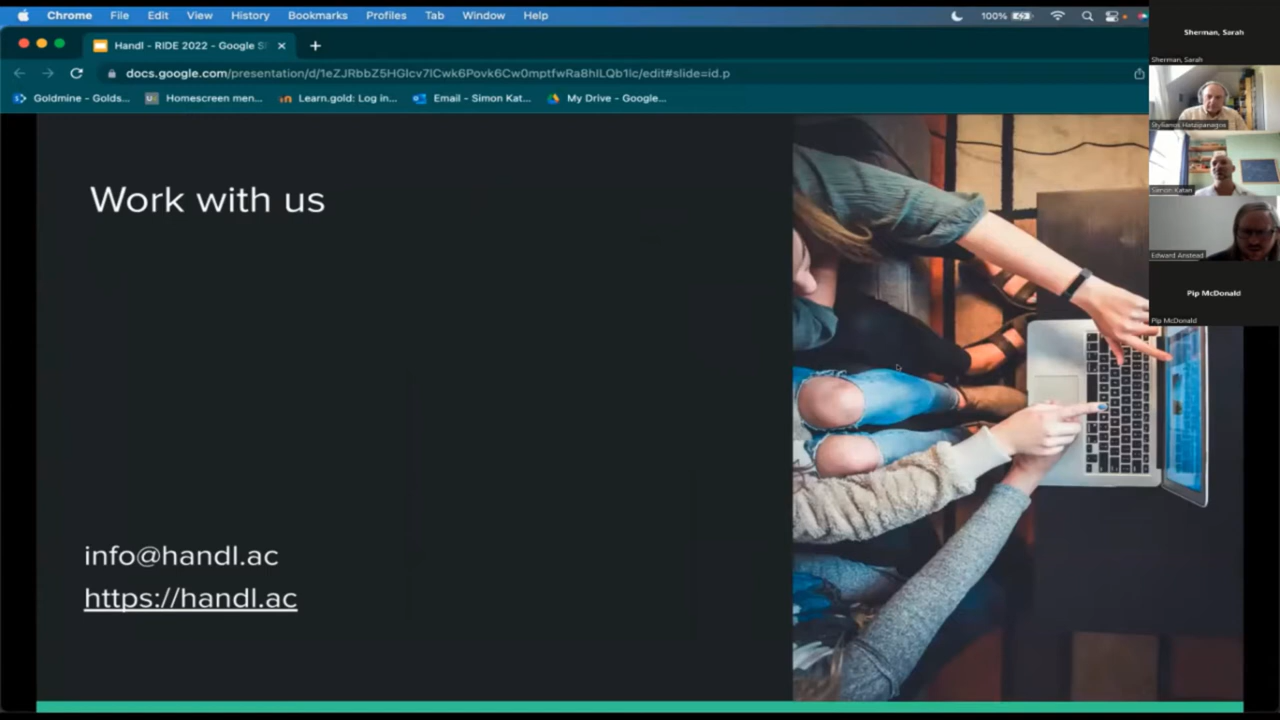 Chrome File Edit View History Bookmarks Profiles Tab Window Help 100%
Handl - RIDE 2022 - Google S
docs.google.com/presentation/d/1eZJRbbZ5HGIcv7lCwk6Povk6Cw0mptfwRa8hILQb1lc/edit#slide=id.p
Goldmine - Golds... Homescreen men... Learn.gold: Log in... Email - Simon Kat... My Drive - Google...
Work with us
info@handl.ac
https://handl.ac
Sherman, Sarah
Sherman, Sarah
Stylianos Hatzipanagos
Simon Katan
Edward Anstead
Pip McDonald
Pip McDonald